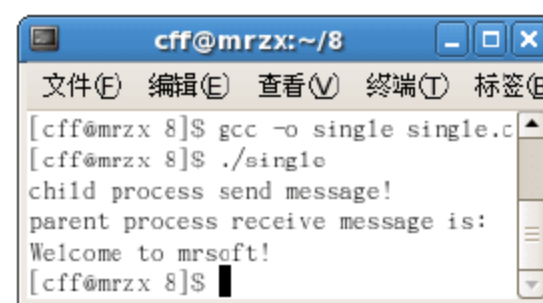 cff@mrzx:~/8
文件(F) 编辑(E) 查看(V) 终端(T) 标签(B
[cff@mrzx 8]$ gcc -o single single.c
[cff@mrzx 8]$ ./single
child process send message!
parent process receive message is:
Welcome to mrsoft!
[cff@mrzx 8]$